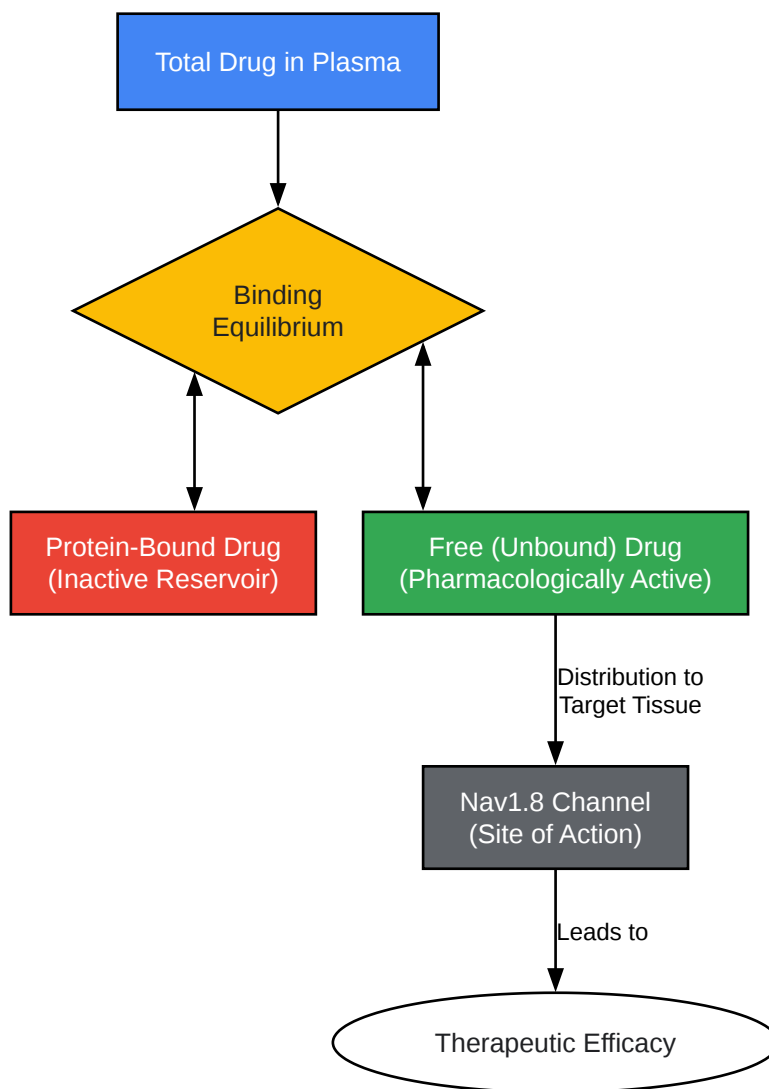 Total Drug in Plasma
Binding
Equilibrium
Protein-Bound Drug
(Inactive Reservoir)
Free (Unbound) Drug
(Pharmacologically Active)
Distribution to
Target Tissue
Nav1.8 Channel
(Site of Action)
Leads to
Therapeutic Efficacy